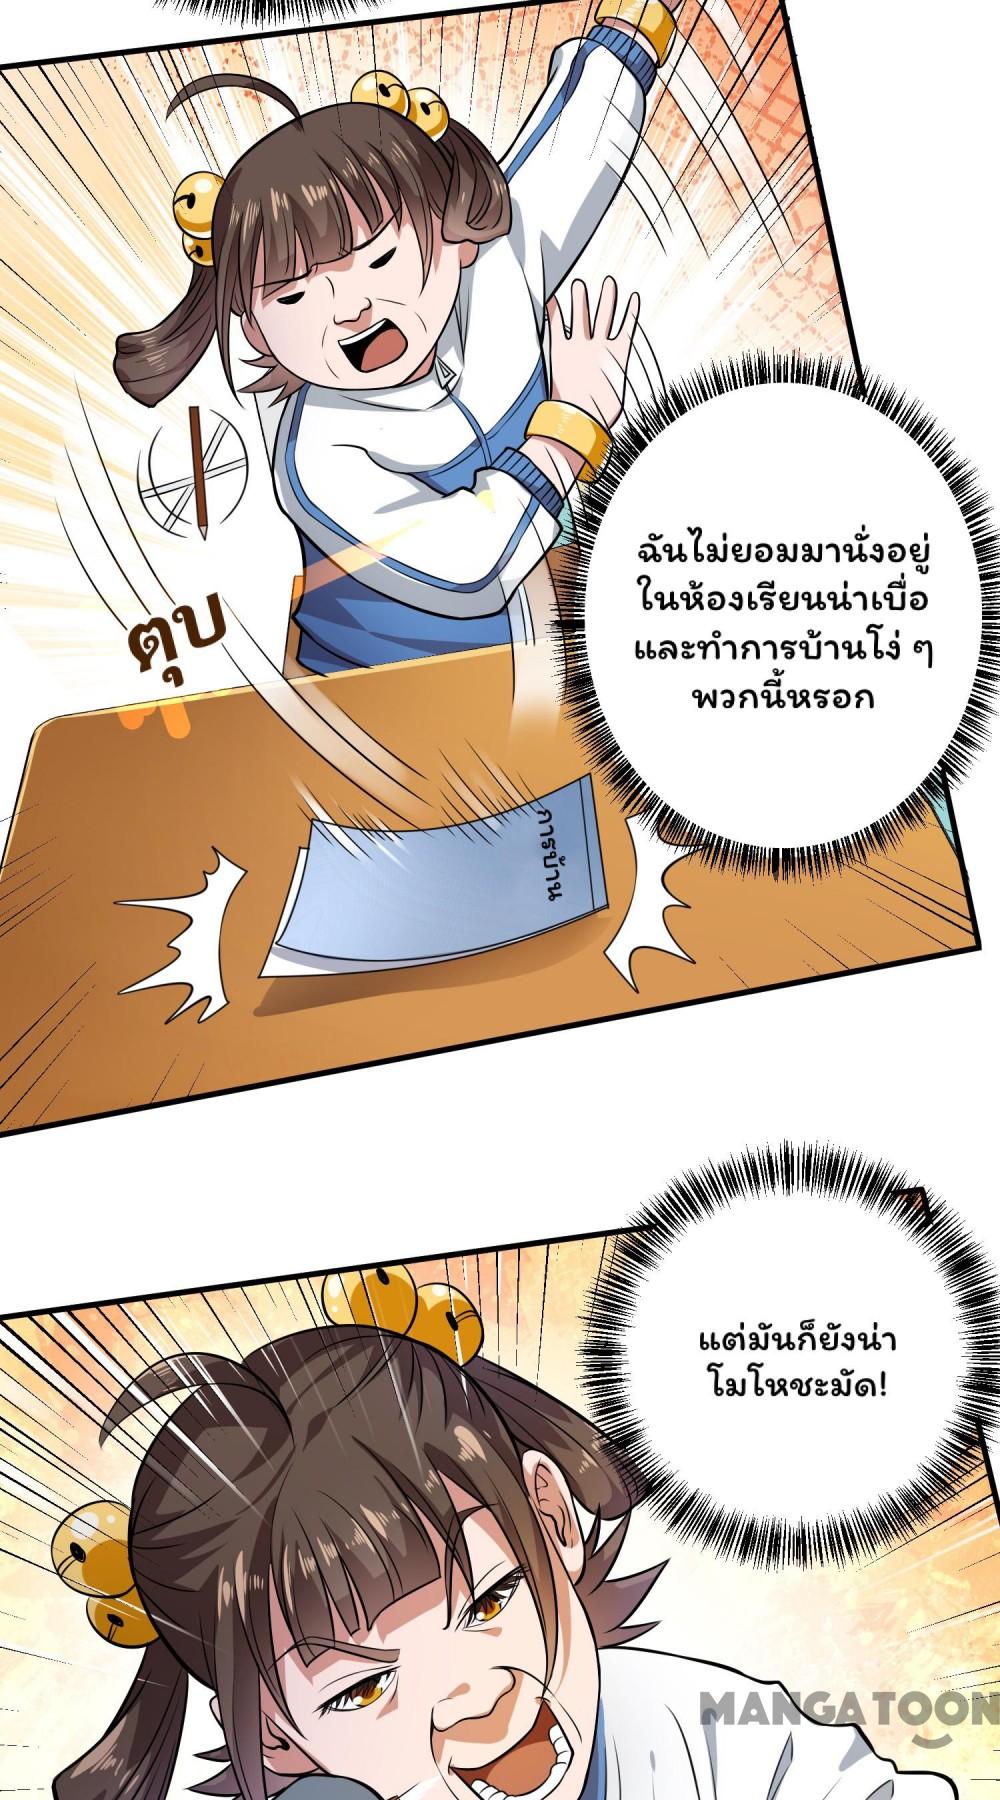 ฉันไม่ยอมมานั่งอยู่
ในห้องเรียนน่าเบื่อ
และทำการบ้านโง่ ๆ
พวกนี้หรอก
ตุบ
การบ้าน
แต่มันก็ยังน่า
โมโหชะมัด!
MANGATOON